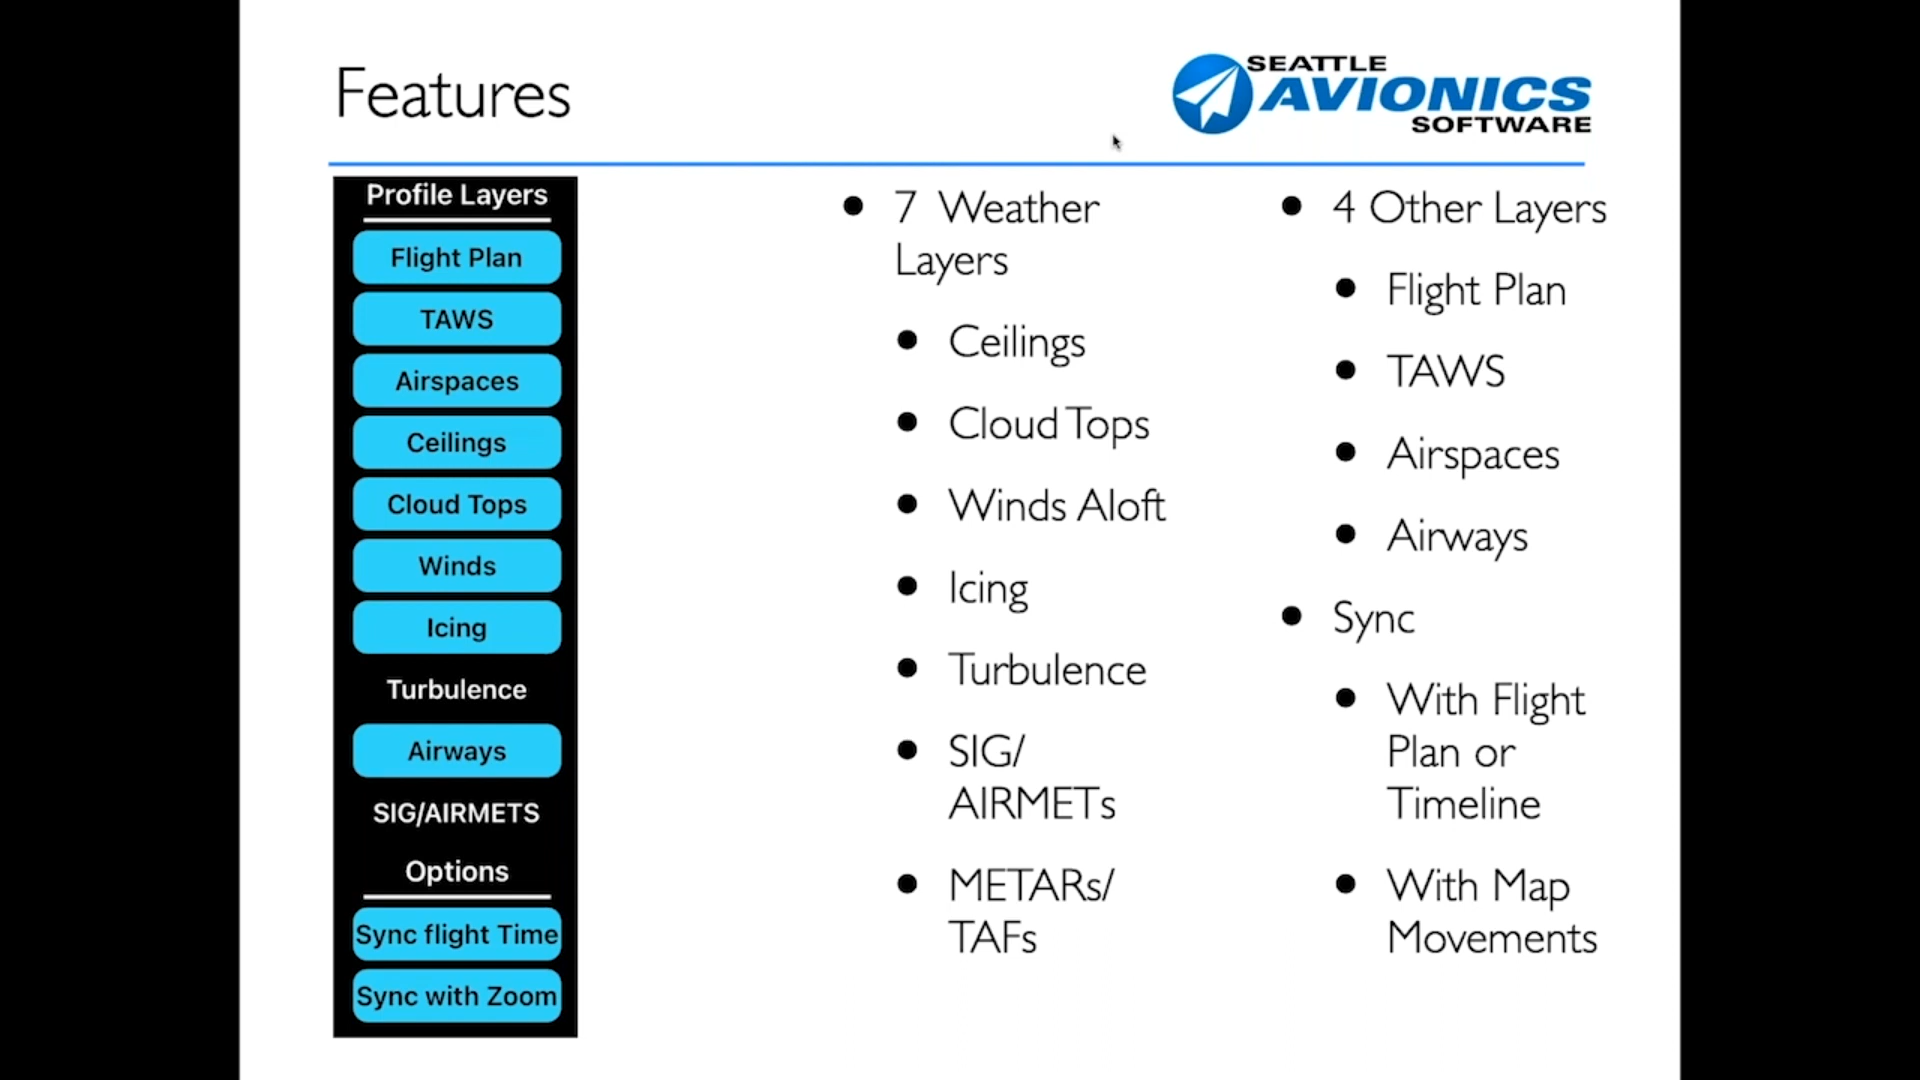 Features
SEATTLE
AVIONICS
SOFTWARE
Profile Layers
Flight Plan
TAWS
Airspaces
Ceilings
Cloud Tops
Winds
Icing
Turbulence
Airways
SIG/AIRMETS
Options
Sync flight Time
Sync with Zoom
7 Weather
Layers
Ceilings
Cloud Tops
Winds Aloft
Icing
Turbulence
SIG/
AIRMETs
METARs/
TAFs
4 Other Layers
Flight Plan
TAWS
Airspaces
Airways
Sync
With Flight
Plan or
Timeline
With Map
Movements